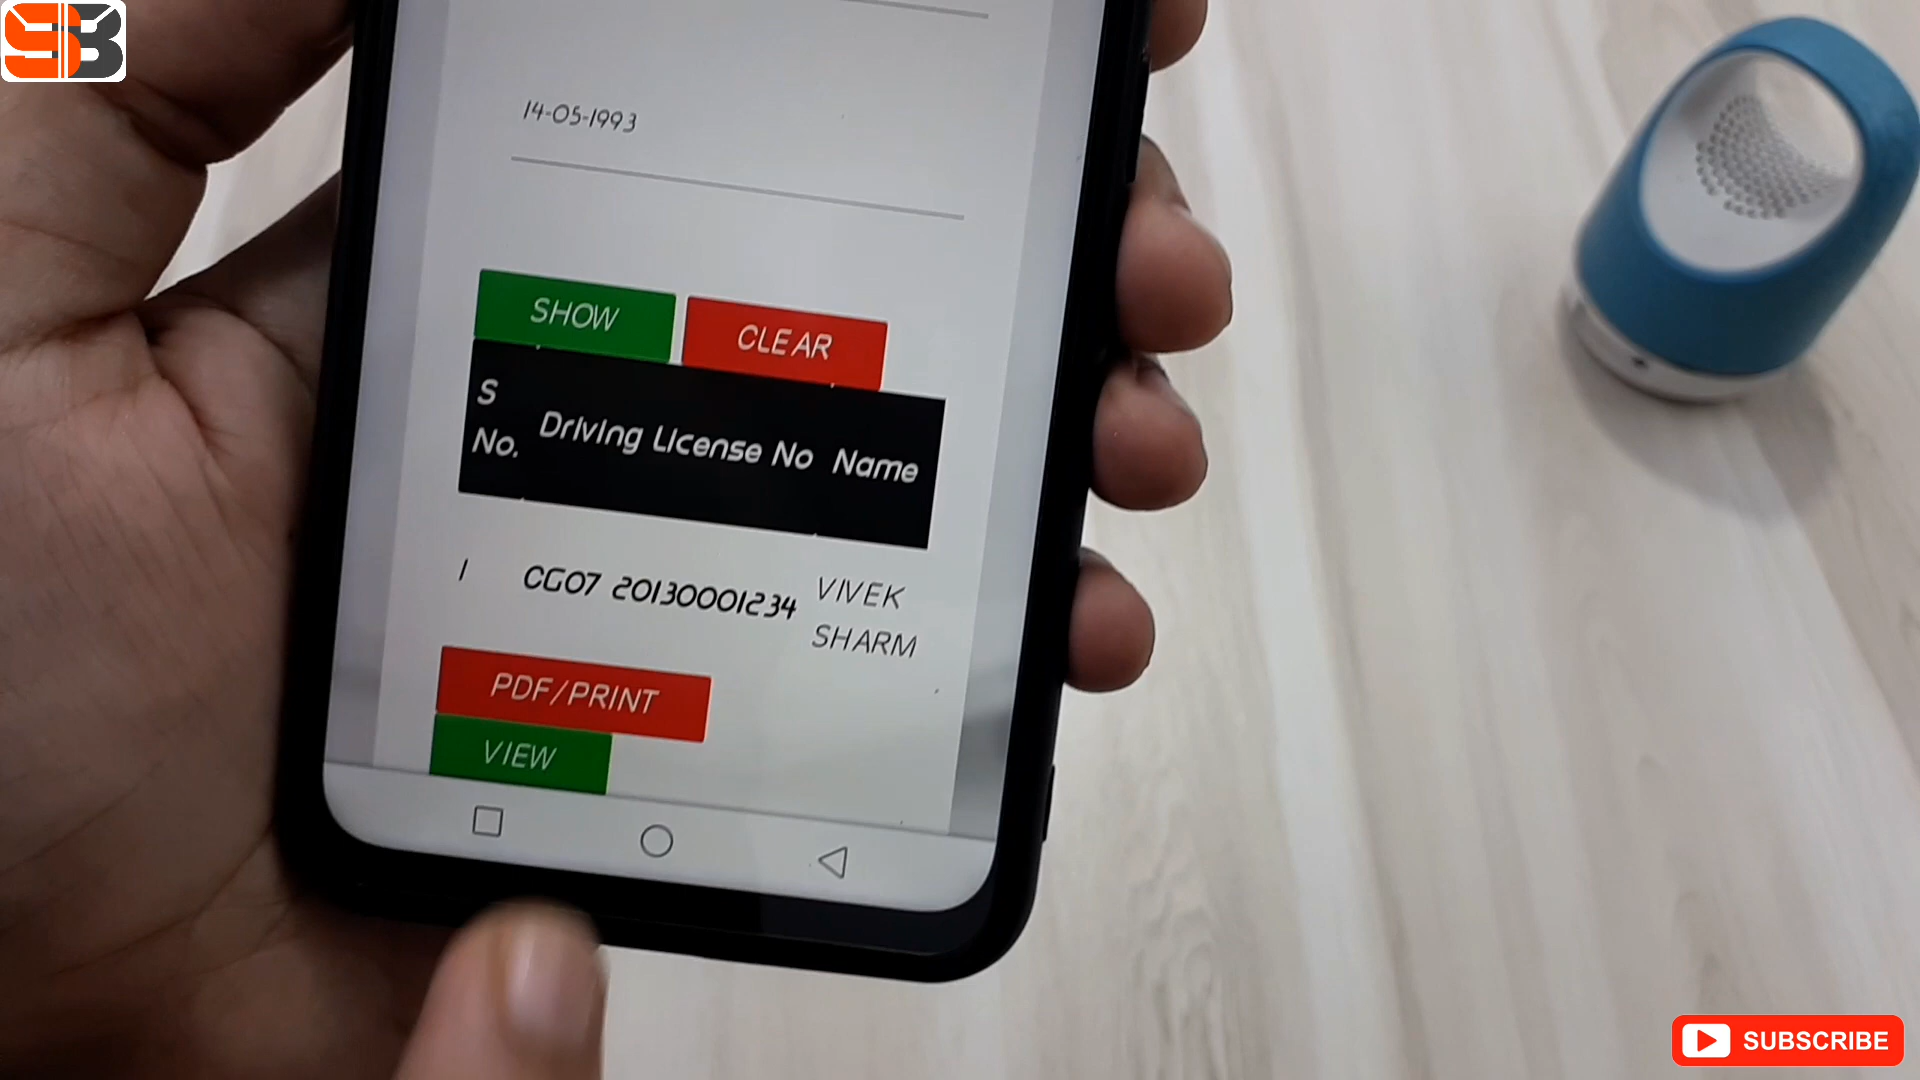 SB
14-05-1993
SHOW
CLEAR
S No.
Driving License No
Name
1
CG07 20130001234
VIVEK
SHARM
PDF/PRINT
VIEW
SUBSCRIBE